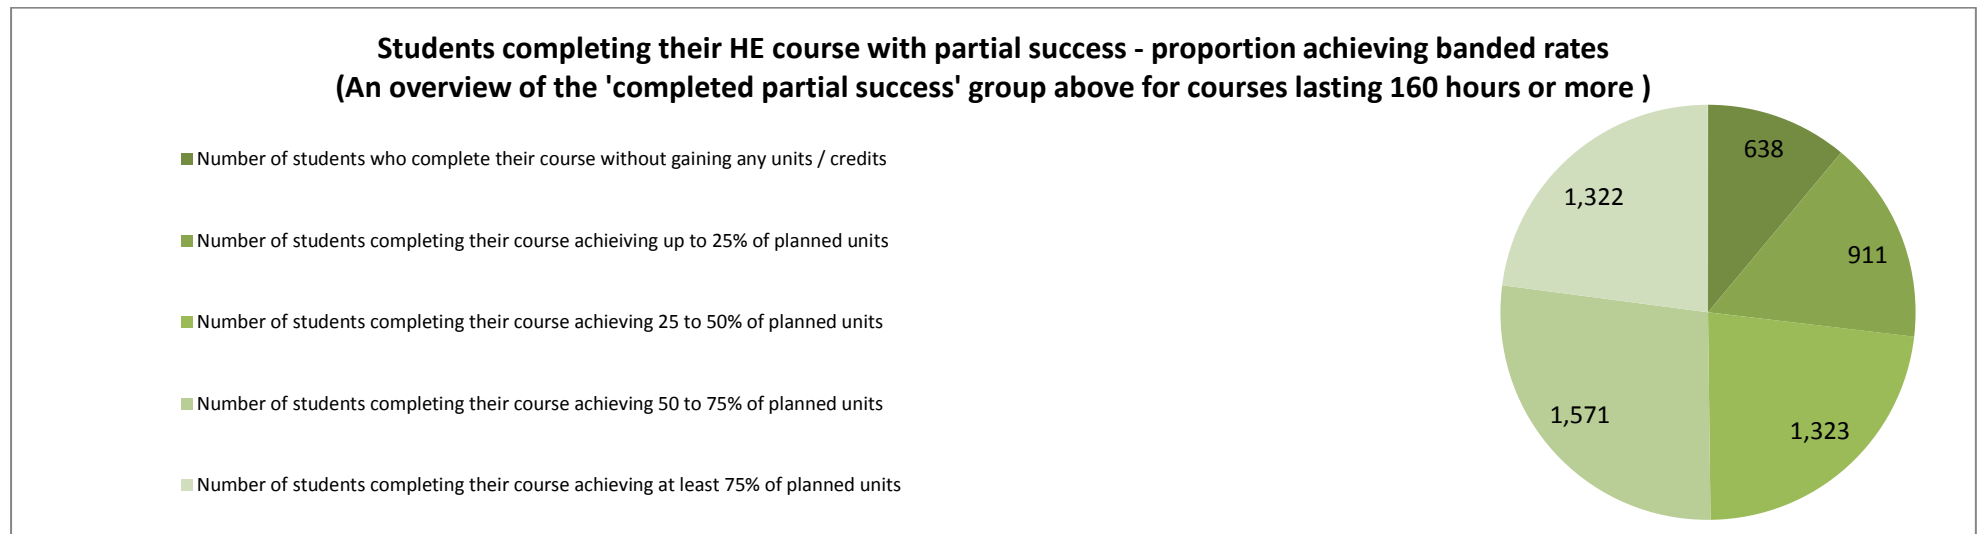 Students completing their HE course with partial success - proportion achieving banded rates
(An overview of the 'completed partial success' group above for courses lasting 160 hours or more )
Number of students who complete their course without gaining any units / credits
Number of students completing their course achieiving up to 25% of planned units
Number of students completing their course achieving 25 to 50% of planned units
Number of students completing their course achieving 50 to 75% of planned units
Number of students completing their course achieving at least 75% of planned units
638
911
1,323
1,571
1,322